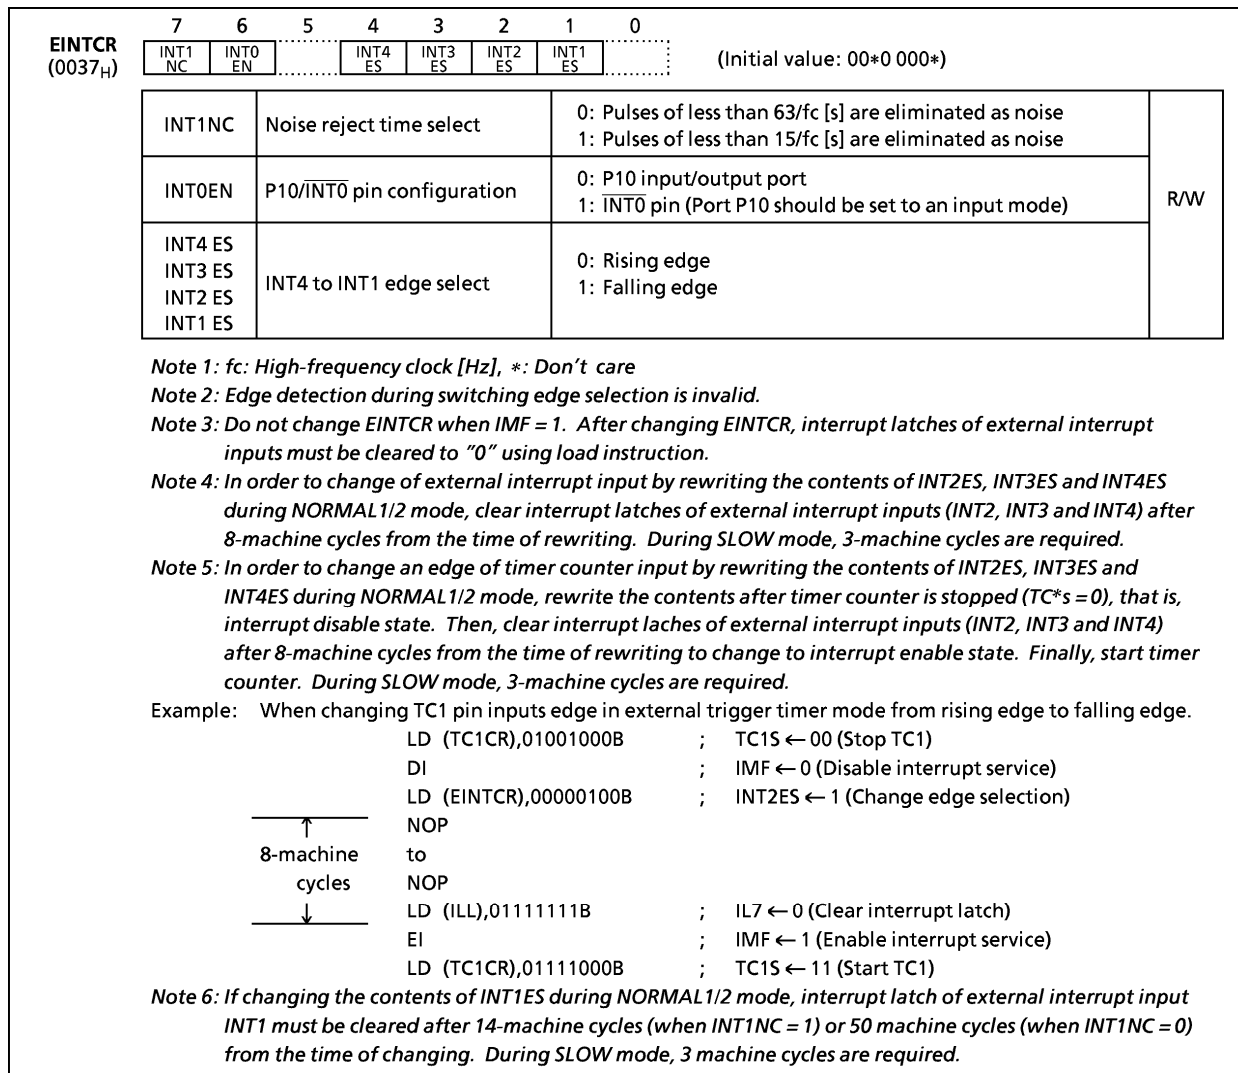 7 6 5 4 3 2 1 0
EINTCR
(0037H)
INT1 NC INT0 EN INT4 ES INT3 ES INT2 ES INT1 ES
(Initial value: 00*0 000*)
INT1NC Noise reject time select
0: Pulses of less than 63/fc [s] are eliminated as noise
1: Pulses of less than 15/fc [s] are eliminated as noise
INT0EN P10/INT0 pin configuration
0: P10 input/output port
1: INT0 pin (Port P10 should be set to an input mode)
R/W
INT4 ES
INT3 ES
INT2 ES
INT1 ES
INT4 to INT1 edge select
0: Rising edge
1: Falling edge
Note 1: fc: High-frequency clock [Hz], *: Don't care
Note 2: Edge detection during switching edge selection is invalid.
Note 3: Do not change EINTCR when IMF = 1. After changing EINTCR, interrupt latches of external interrupt
inputs must be cleared to "0" using load instruction.
Note 4: In order to change of external interrupt input by rewriting the contents of INT2ES, INT3ES and INT4ES
during NORMAL1/2 mode, clear interrupt latches of external interrupt inputs (INT2, INT3 and INT4) after
8-machine cycles from the time of rewriting. During SLOW mode, 3-machine cycles are required.
Note 5: In order to change an edge of timer counter input by rewriting the contents of INT2ES, INT3ES and
INT4ES during NORMAL1/2 mode, rewrite the contents after timer counter is stopped (TC*s = 0), that is,
interrupt disable state. Then, clear interrupt laches of external interrupt inputs (INT2, INT3 and INT4)
after 8-machine cycles from the time of rewriting to change to interrupt enable state. Finally, start timer
counter. During SLOW mode, 3-machine cycles are required.
Example: When changing TC1 pin inputs edge in external trigger timer mode from rising edge to falling edge.
LD (TC1CR),01001000B ; TC1S ← 00 (Stop TC1)
DI ; IMF ← 0 (Disable interrupt service)
LD (EINTCR),00000100B ; INT2ES ← 1 (Change edge selection)
↑ NOP
8-machine to
cycles NOP
↓ LD (ILL),01111111B ; IL7 ← 0 (Clear interrupt latch)
EI ; IMF ← 1 (Enable interrupt service)
LD (TC1CR),01111000B ; TC1S ← 11 (Start TC1)
Note 6: If changing the contents of INT1ES during NORMAL1/2 mode, interrupt latch of external interrupt input
INT1 must be cleared after 14-machine cycles (when INT1NC = 1) or 50 machine cycles (when INT1NC = 0)
from the time of changing. During SLOW mode, 3 machine cycles are required.